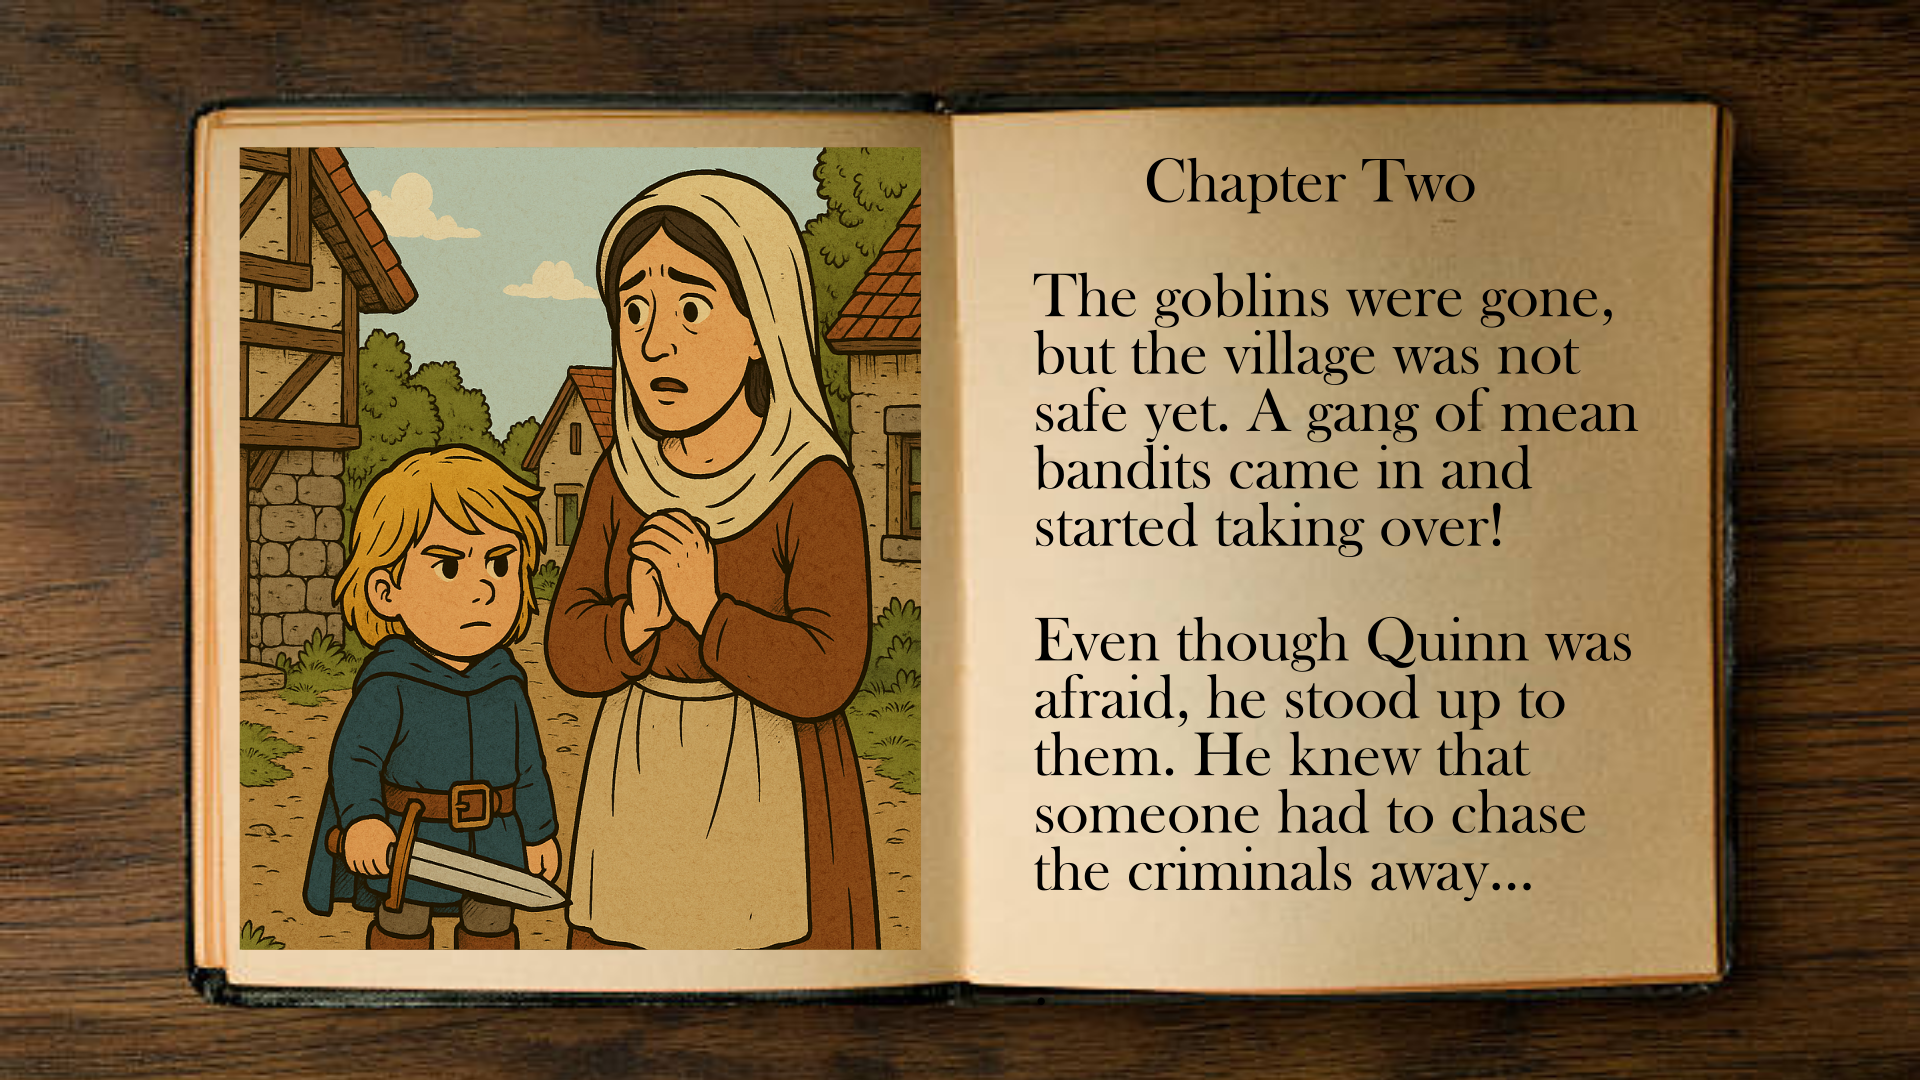 Chapter Two
The goblins were gone,
but the village was not
safe yet. A gang of mean
bandits came in and
started taking over!
Even though Quinn was
afraid, he stood up to
them. He knew that
someone had to chase
the criminals away...